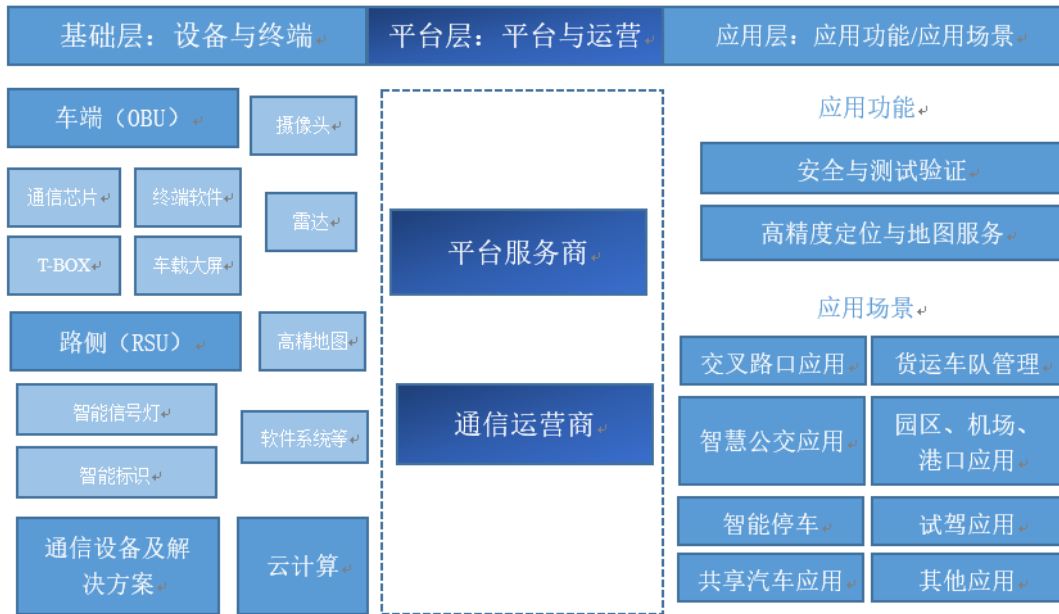 基础层：设备与终端
平台层：平台与运营
应用层：应用功能/应用场景
车端（OBU）
摄像头
通信芯片
终端软件
雷达
T-BOX
车载大屏
路侧（RSU）
高精地图
智能信号灯
软件系统等
智能标识
通信设备及解
决方案
云计算
平台服务商
通信运营商
应用功能
安全与测试验证
高精度定位与地图服务
应用场景
交叉路口应用
货运车队管理
智慧公交应用
园区、机场、
港口应用
智能停车
试驾应用
共享汽车应用
其他应用